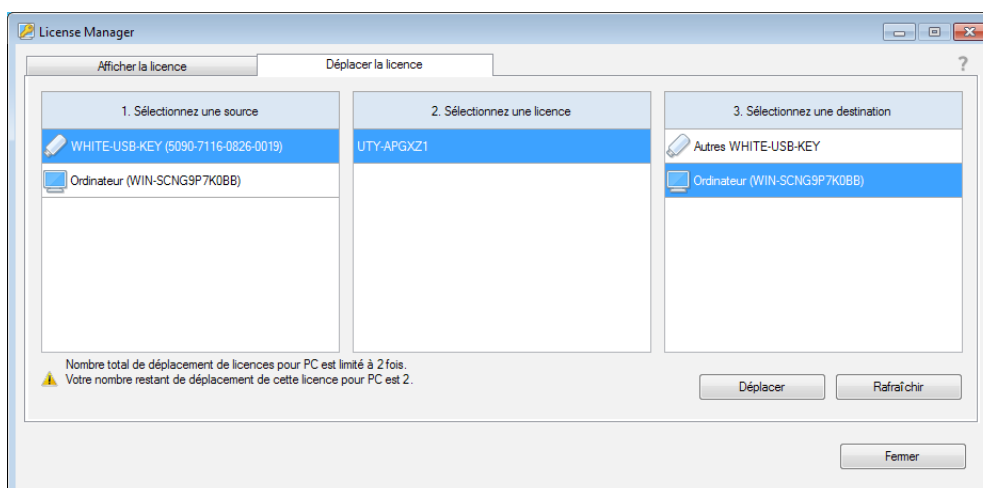 License Manager
Afficher la licence
Déplacer la licence
?
1. Sélectionnez une source
2. Sélectionnez une licence
3. Sélectionnez une destination
WHITE-USB-KEY (5090-7116-0826-0019)
UTY-APGXZ1
Autres WHITE-USB-KEY
Ordinateur (WIN-SCNG9P7K0BB)
Ordinateur (WIN-SCNG9P7K0BB)
Nombre total de déplacement de licences pour PC est limité à 2 fois.
Votre nombre restant de déplacement de cette licence pour PC est 2.
Déplacer
Rafraîchir
Fermer